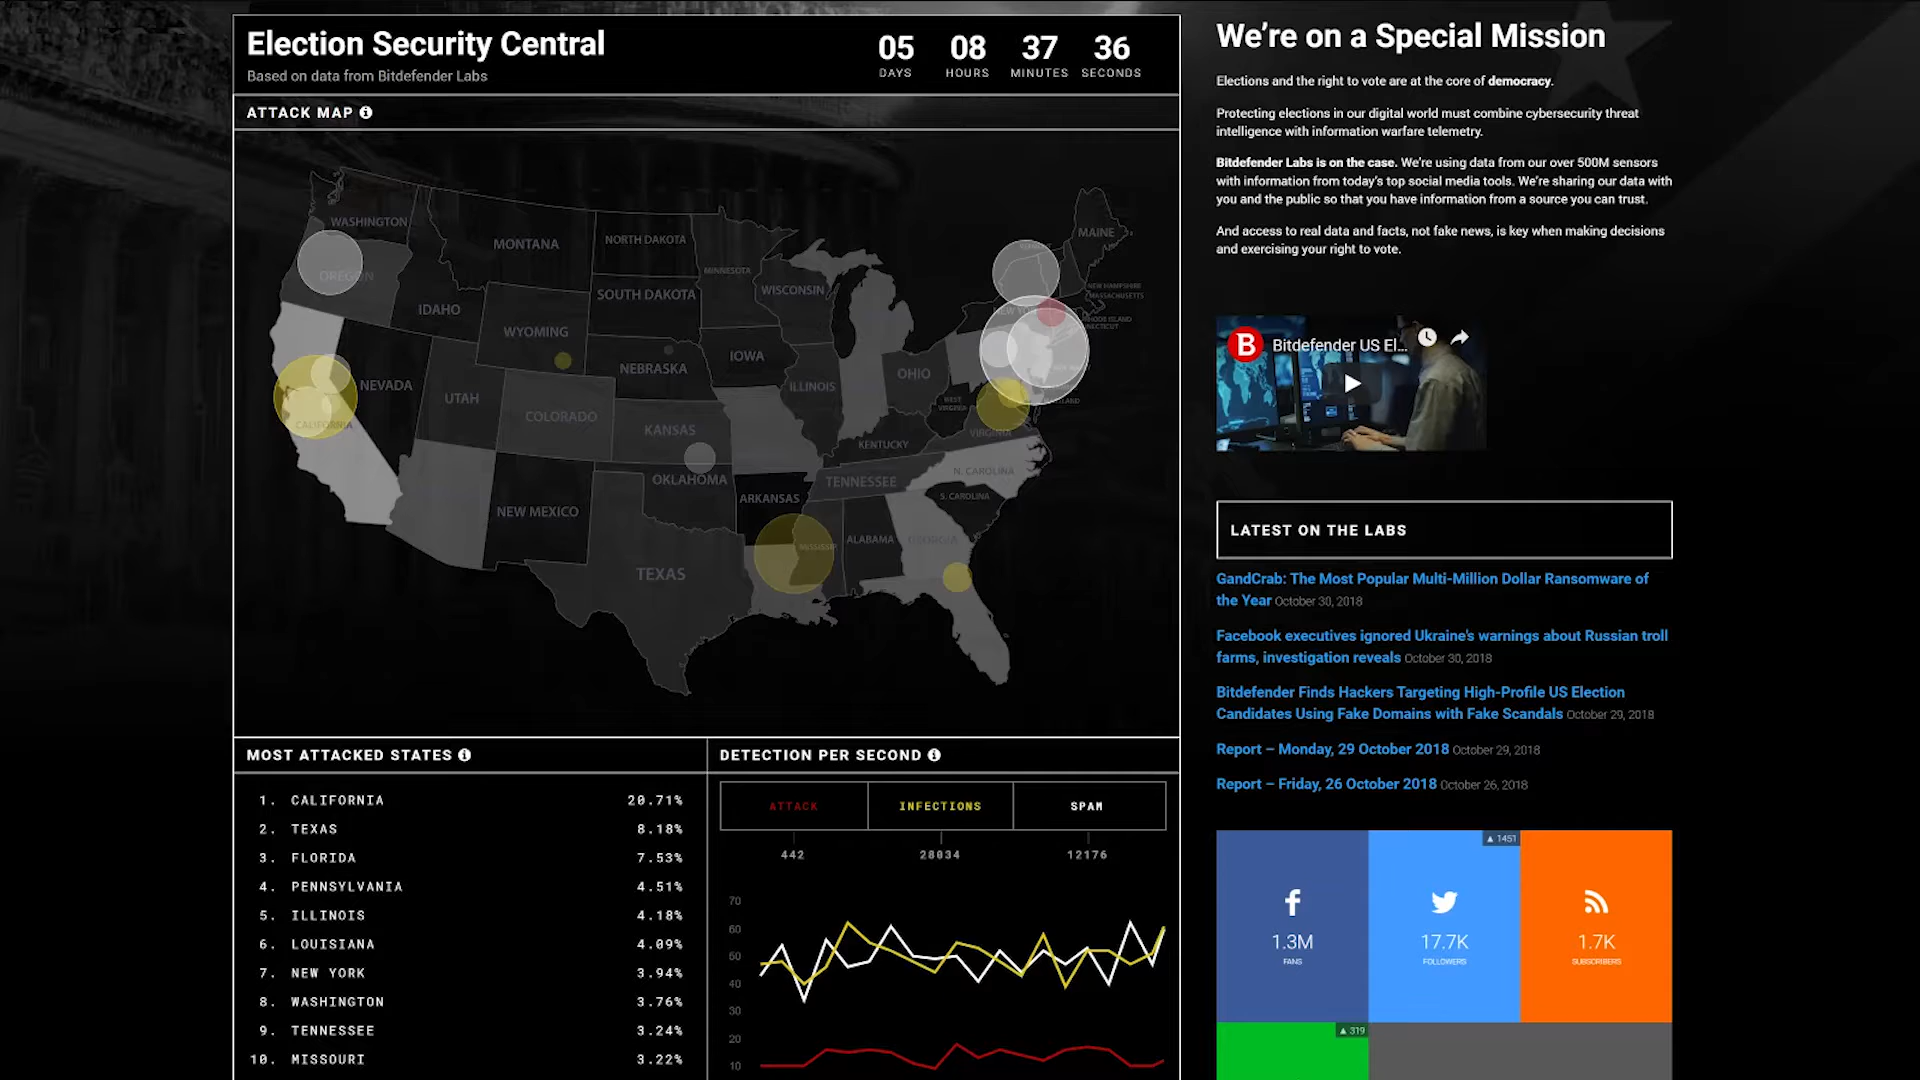 Election Security Central
Based on data from Bitdefender Labs
05 08 37 36
DAYS HOURS MINUTES SECONDS
ATTACK MAP
WASHINGTON
MONTANA
NORTH DAKOTA
MINNESOTA
MAINE
OREGON
IDAHO
SOUTH DAKOTA
WISCONSIN
NEW HAMPSHIRE
MASSACHUSETTS
WYOMING
NEW YORK
NEBRASKA
IOWA
NEVADA
UTAH
ILLINOIS
OHIO
COLORADO
KANSAS
WEST
VIRGINIA
CALIFORNIA
VIRGINIA
KENTUCKY
OKLAHOMA
TENNESSEE
N. CAROLINA
ARKANSAS
S. CAROLINA
NEW MEXICO
ALABAMA
GEORGIA
TEXAS
MOST ATTACKED STATES
1. CALIFORNIA 20.71%
2. TEXAS 8.18%
3. FLORIDA 7.53%
4. PENNSYLVANIA 4.51%
5. ILLINOIS 4.18%
6. LOUISIANA 4.09%
7. NEW YORK 3.94%
8. WASHINGTON 3.76%
9. TENNESSEE 3.24%
10. MISSOURI 3.22%
DETECTION PER SECOND
ATTACK INFECTIONS SPAM
442 28034 12176
70
60
50
40
30
20
10
We’re on a Special Mission
Elections and the right to vote are at the core of democracy.
Protecting elections in our digital world must combine cybersecurity threat
intelligence with information warfare telemetry.
Bitdefender Labs is on the case. We’re using data from our over 500M sensors
with information from today’s top social media tools. We’re sharing our data with
you and the public so that you have information from a source you can trust.
And access to real data and facts, not fake news, is key when making decisions
and exercising your right to vote.
B Bitdefender US El...
LATEST ON THE LABS
GandCrab: The Most Popular Multi-Million Dollar Ransomware of
the Year October 30, 2018
Facebook executives ignored Ukraine's warnings about Russian troll
farms, investigation reveals October 30, 2018
Bitdefender Finds Hackers Targeting High-Profile US Election
Candidates Using Fake Domains with Fake Scandals October 29, 2018
Report – Monday, 29 October 2018 October 29, 2018
Report – Friday, 26 October 2018 October 26, 2018
▲ 1451
1.3M 17.7K 1.7K
FANS FOLLOWERS SUBSCRIBERS
▲ 319